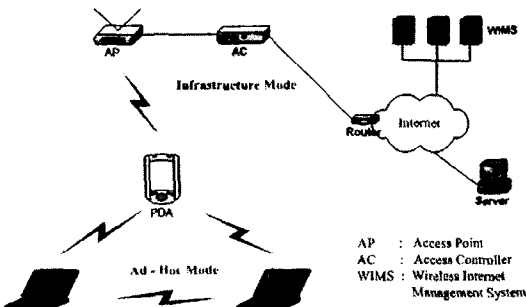 AP
AC
WIMS
Infrastructure Mode
Router
Internet
Server
PDA
Ad - Hot Mode
AP : Access Point
AC : Access Controller
WIMS : Wireless Internet
Management System